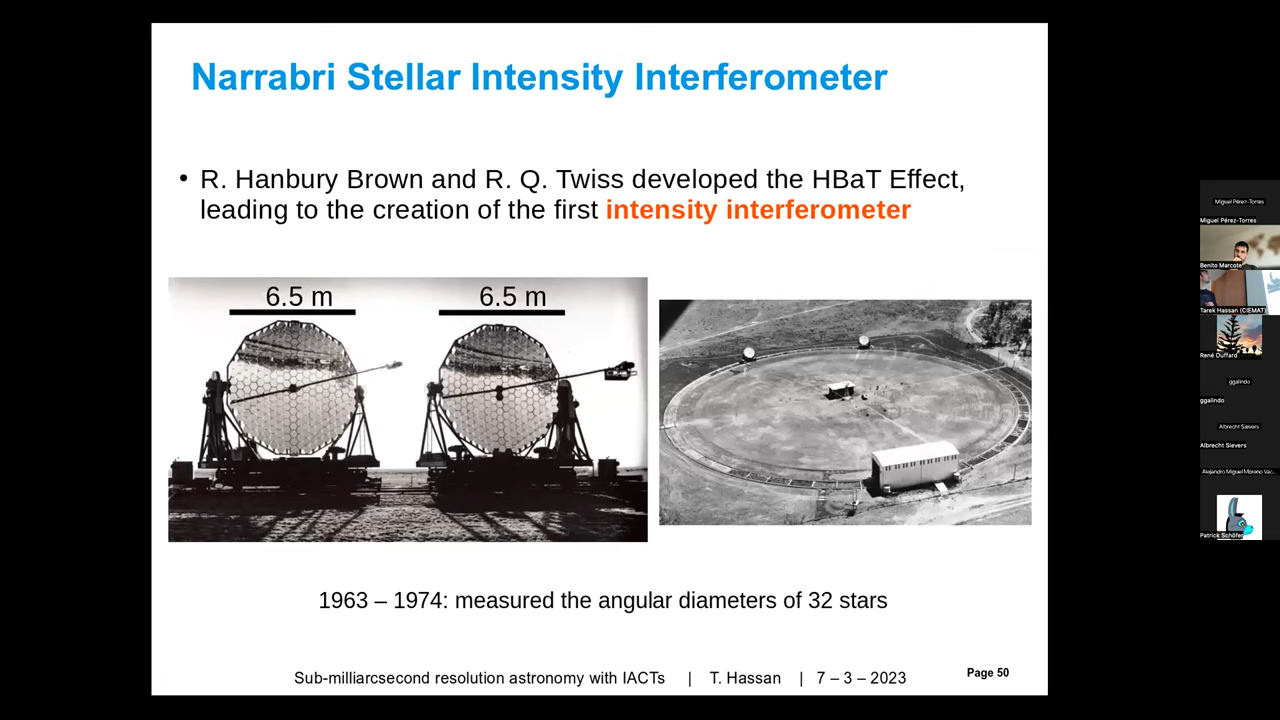 Narrabri Stellar Intensity Interferometer
• R. Hanbury Brown and R. Q. Twiss developed the HBaT Effect,
leading to the creation of the first intensity interferometer
6.5 m
6.5 m
1963 – 1974: measured the angular diameters of 32 stars
Sub-milliarcsecond resolution astronomy with IACTs | T. Hassan | 7 – 3 – 2023
Page 50
Miguel Pérez-Torres
Miguel Pérez-Torres
Benito Marcote
Tarek Hassan (CIEMAT)
René Duffard
ggalindo
ggalindo
Albrecht Sievers
Albrecht Sievers
Alejandro Miguel Moreno Vac...
Patrick Schöfer